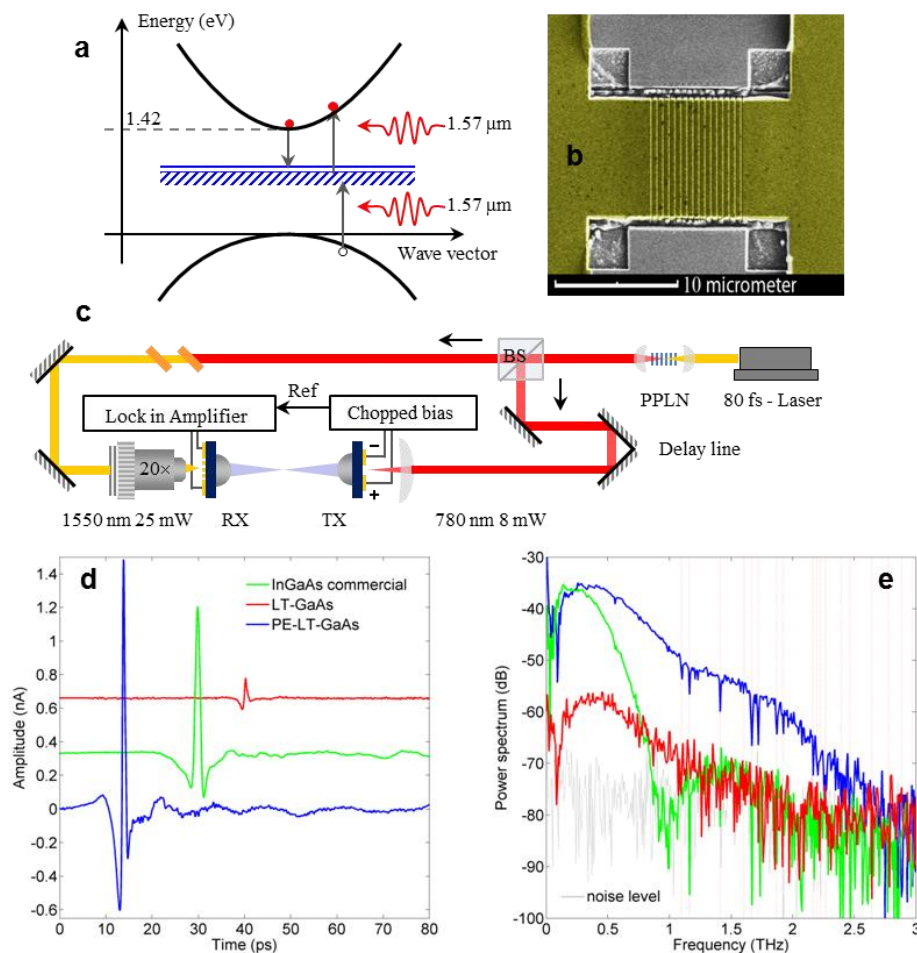 a
Energy (eV)
1.42
1.57 μm
1.57 μm
Wave vector
b
10 micrometer
c
BS
PPLN
80 fs - Laser
Delay line
Ref
Lock in Amplifier
Chopped bias
20×
−
+
1550 nm 25 mW
RX
TX
780 nm 8 mW
d
InGaAs commercial
LT-GaAs
PE-LT-GaAs
Amplitude (nA)
1.4
1.2
1
0.8
0.6
0.4
0.2
0
-0.2
-0.4
-0.6
0
10
20
30
40
50
60
70
80
Time (ps)
e
Power spectrum (dB)
-30
-40
-50
-60
-70
-80
-90
-100
noise level
0
0.5
1
1.5
2
2.5
3
Frequency (THz)